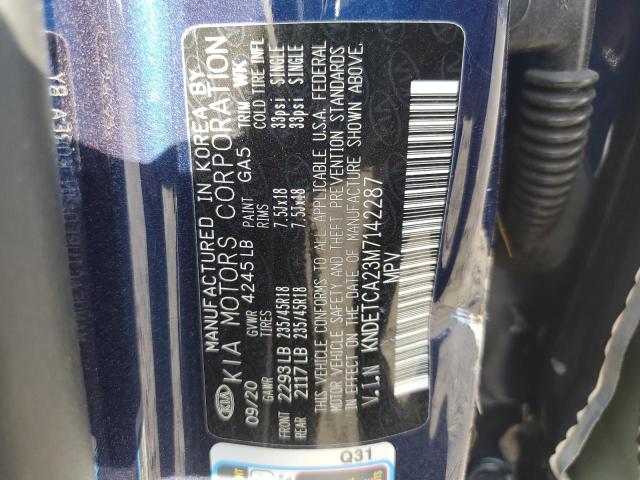 MANUFACTURED IN KOREA BY
KIA KIA MOTORS CORPORATION
09/20 GVWR 4245LB PAINT GA5 TRIM WK
GAWR TIRES RIMS COLD TIRE INFL
FRONT 2293LB 235/45R18 7.5Jx18 33psi SINGLE
REAR 2117LB 235/45R18 7.5Jx18 33psi SINGLE
THIS VEHICLE CONFORMS TO ALL APPLICABLE U.S.A. FEDERAL
MOTOR VEHICLE SAFETY AND THEFT PREVENTION STANDARDS
IN EFFECT ON THE DATE OF MANUFACTURE SHOWN ABOVE.
V.I.N KNDETCA23M7142287
MPV
Q31